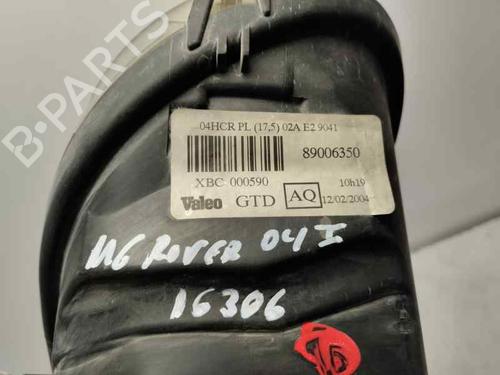 04HCR PL (17,5) 02A E2 9041
89006350
XBC 000590
10h19
Valeo GTD AQ 12/02/2004
MG ROVER 04 I
16306
B-PARTS